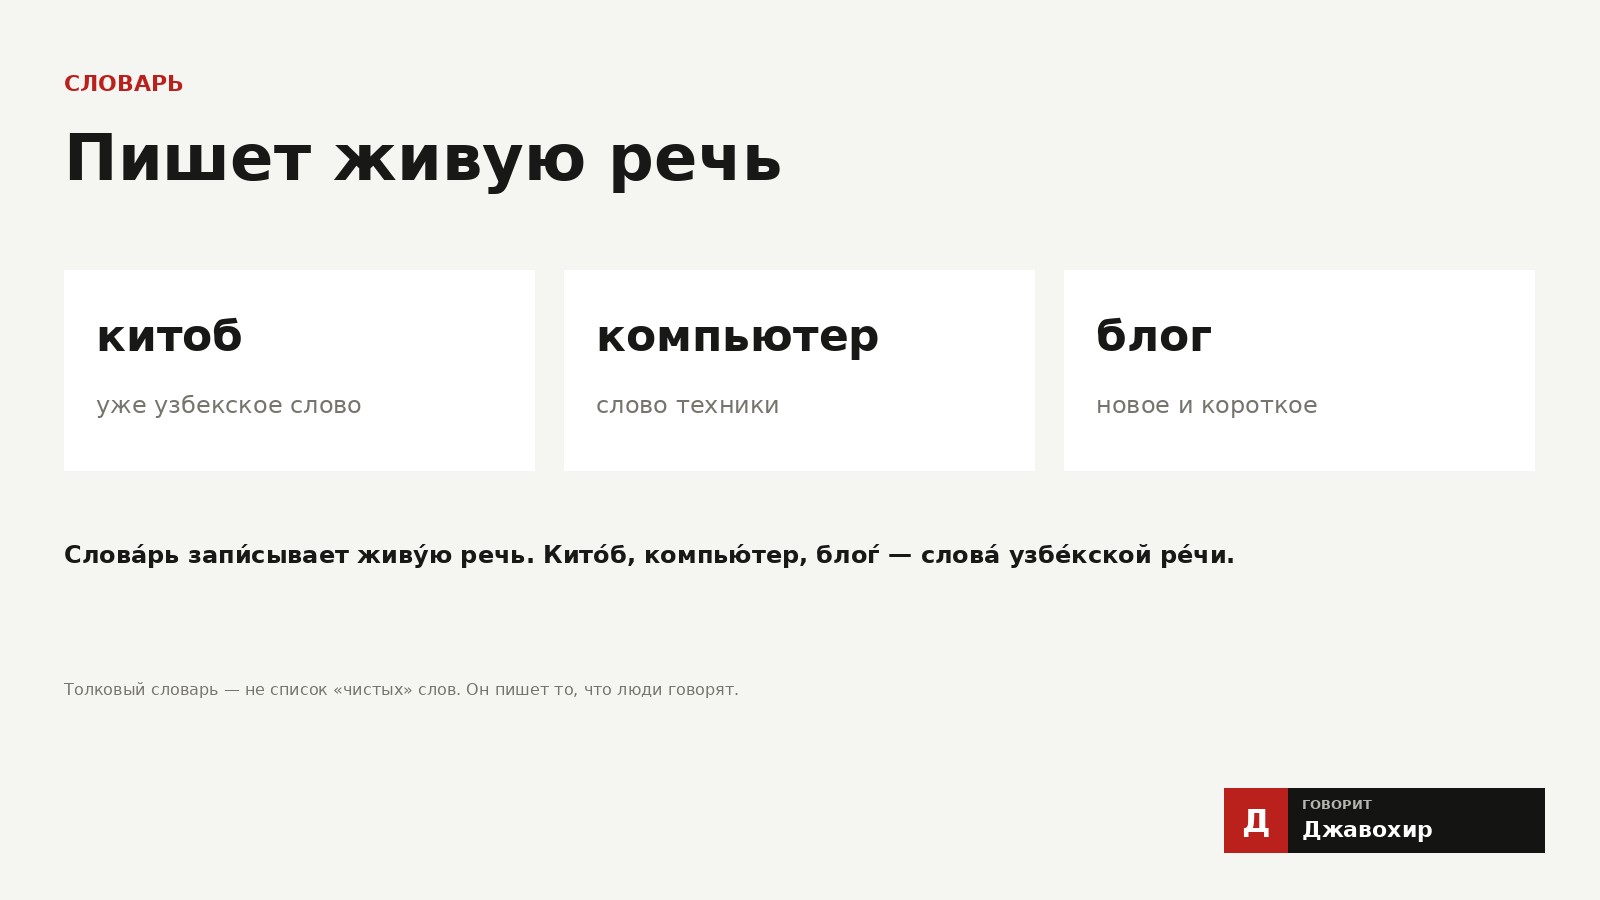 СЛОВАРЬ
Пишет живую речь
китоб
уже узбекское слово
компьютер
слово техники
блог
новое и короткое
Слова́рь запи́сывает живу́ю речь. Кито́б, компью́тер, блоѓ — слова́ узбе́кской ре́чи.
Толковый словарь — не список «чистых» слов. Он пишет то, что люди говорят.
Д
ГОВОРИТ
Джавохир